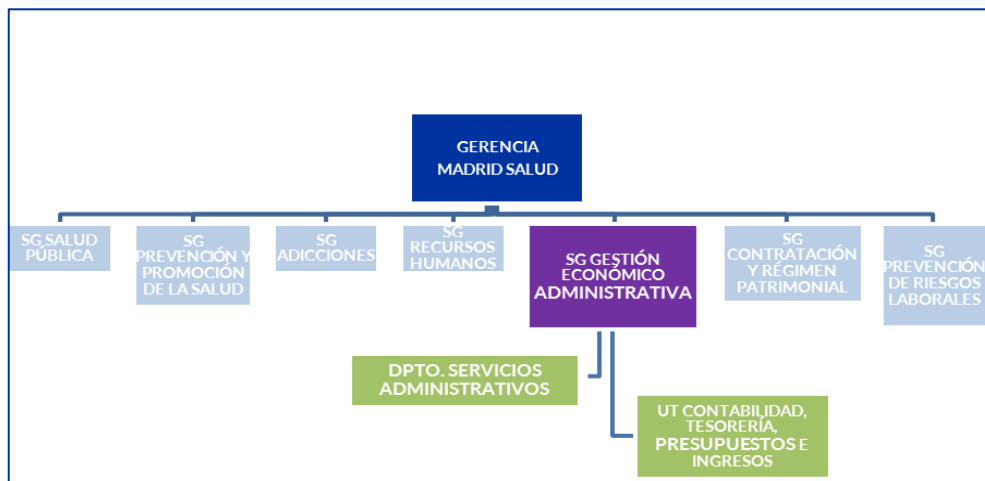 GERENCIA
MADRID SALUD
SG SALUD
PÚBLICA
SG
PREVENCIÓN Y
PROMOCIÓN
DE LA SALUD
SG
ADICCIONES
SG
RECURSOS
HUMANOS
SG GESTIÓN
ECONÓMICO
ADMINISTRATIVA
SG
CONTRATACIÓN
Y RÉGIMEN
PATRIMONIAL
SG
PREVENCIÓN
DE RIESGOS
LABORALES
DPTO. SERVICIOS
ADMINISTRATIVOS
UT CONTABILIDAD,
TESORERÍA,
PRESUPUESTOS E
INGRESOS